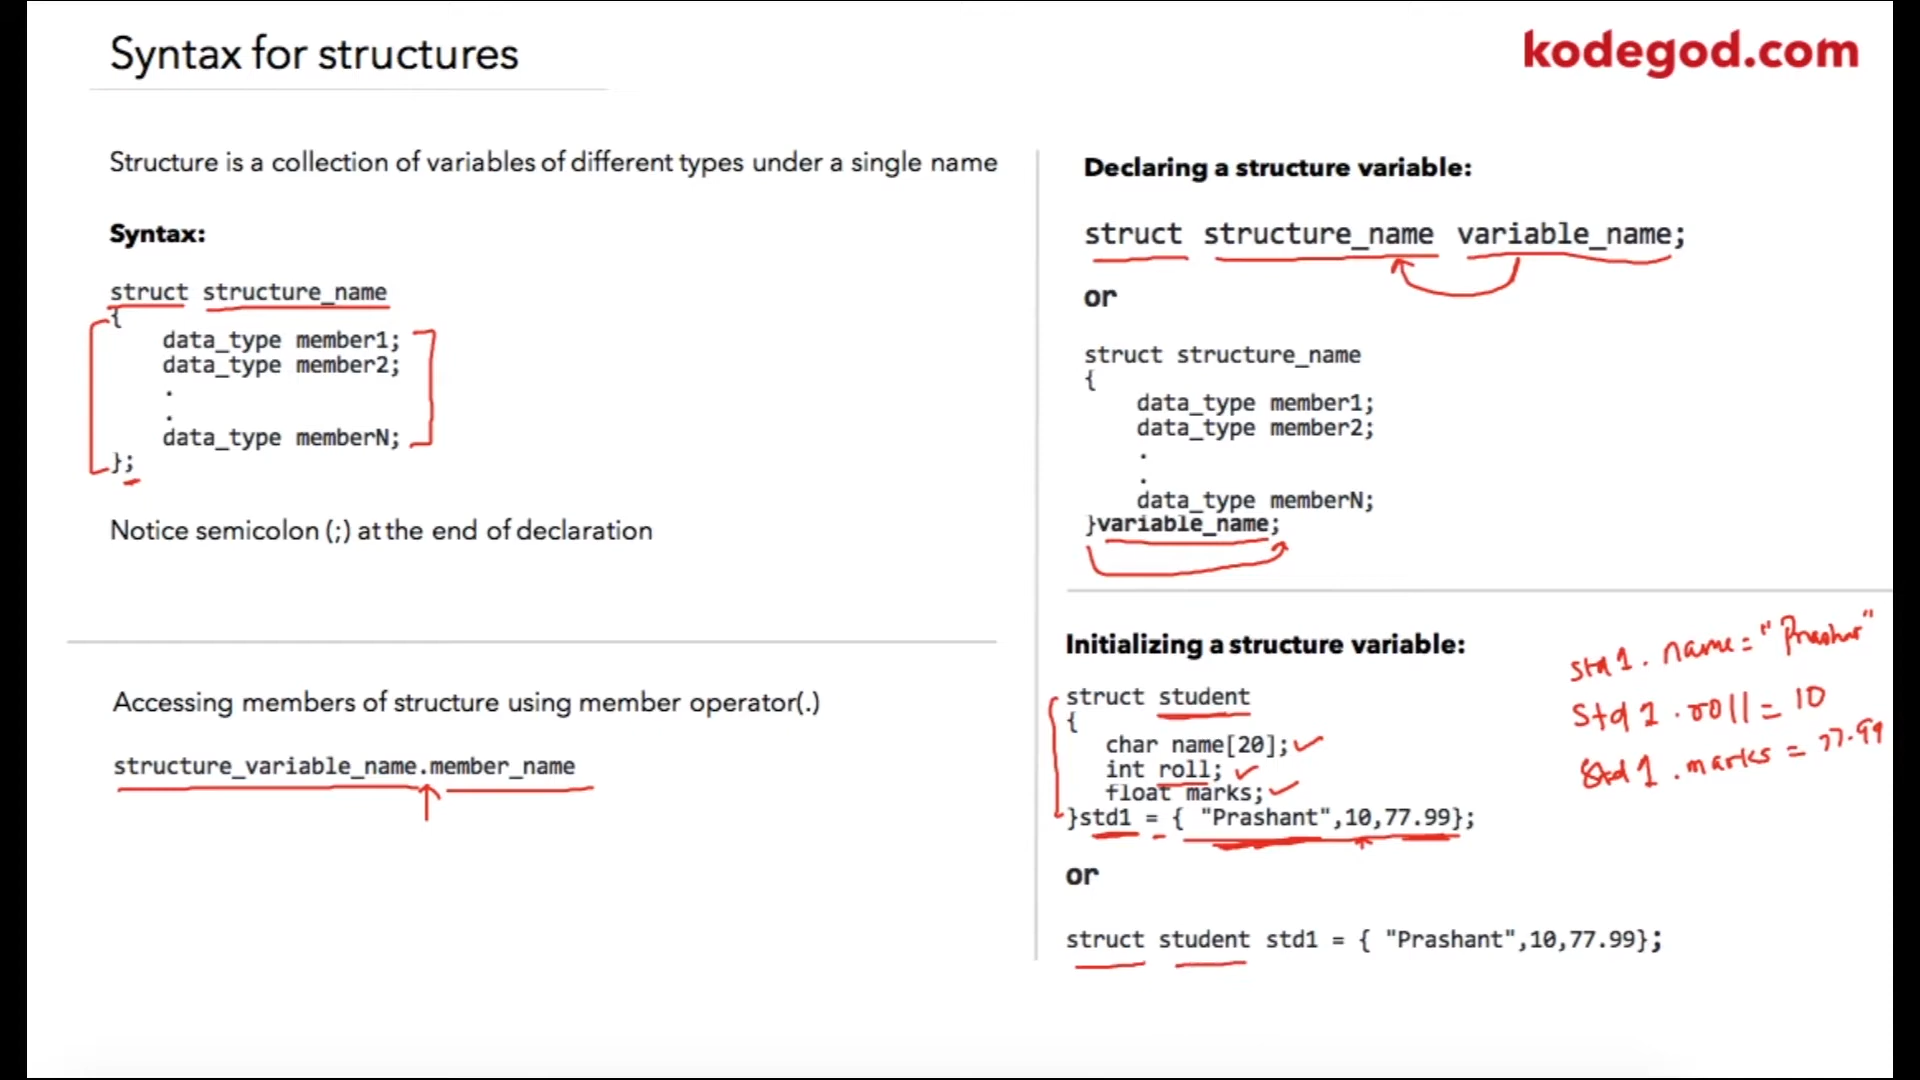 Syntax for structures
kodegod.com
Structure is a collection of variables of different types under a single name
Syntax:
struct structure_name
{
data_type member1;
data_type member2;
.
.
data_type memberN;
};
Notice semicolon (;) at the end of declaration
Accessing members of structure using member operator(.)
structure_variable_name.member_name
Declaring a structure variable:
struct structure_name variable_name;
or
struct structure_name
{
data_type member1;
data_type member2;
.
.
data_type memberN;
}variable_name;
Initializing a structure variable:
struct student
{
char name[20];
int roll;
float marks;
}std1 = { "Prashant",10,77.99};
or
struct student std1 = { "Prashant",10,77.99};
std1. name = "
std1.roll = 10
std1.marks = 77.99